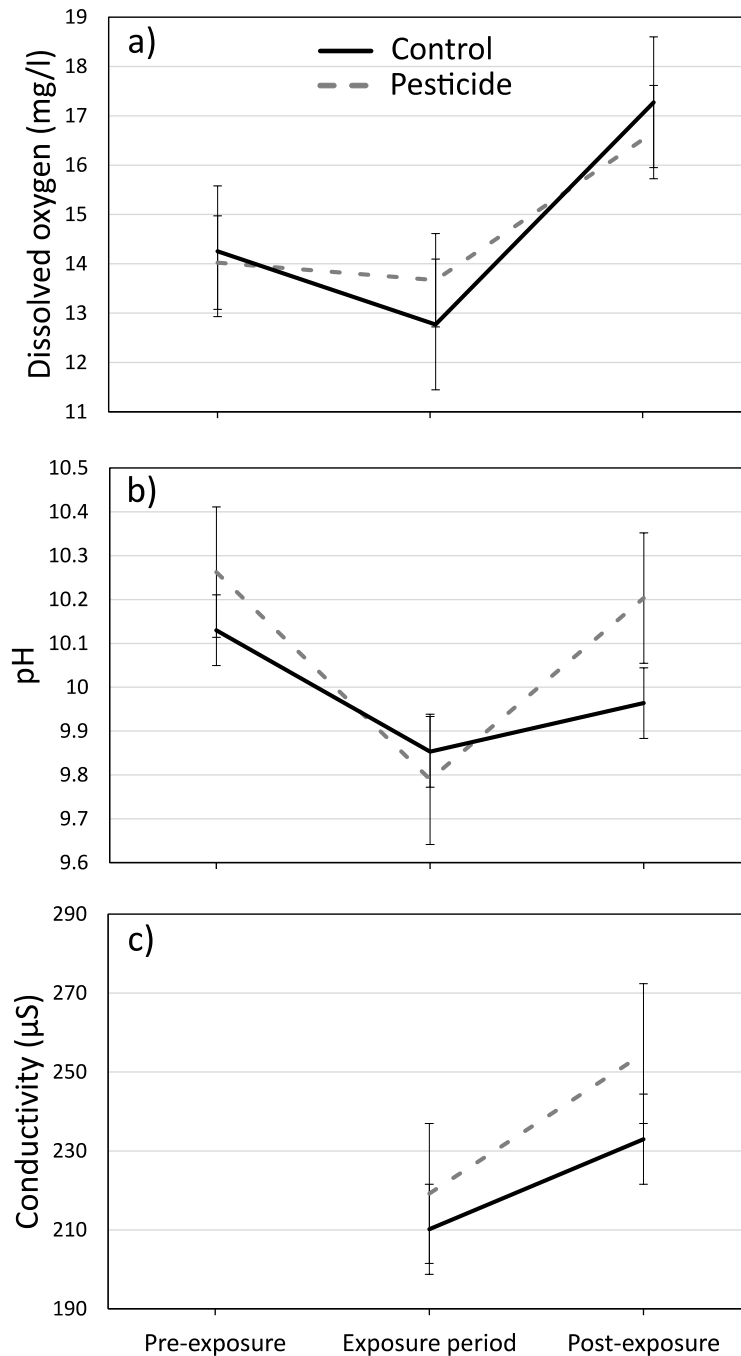 a)
Control
Pesticide
Dissolved oxygen (mg/l)
19
18
17
16
15
14
13
12
11
b)
pH
10.5
10.4
10.3
10.2
10.1
10
9.9
9.8
9.7
9.6
c)
Conductivity (µS)
290
270
250
230
210
190
Pre-exposure Exposure period Post-exposure